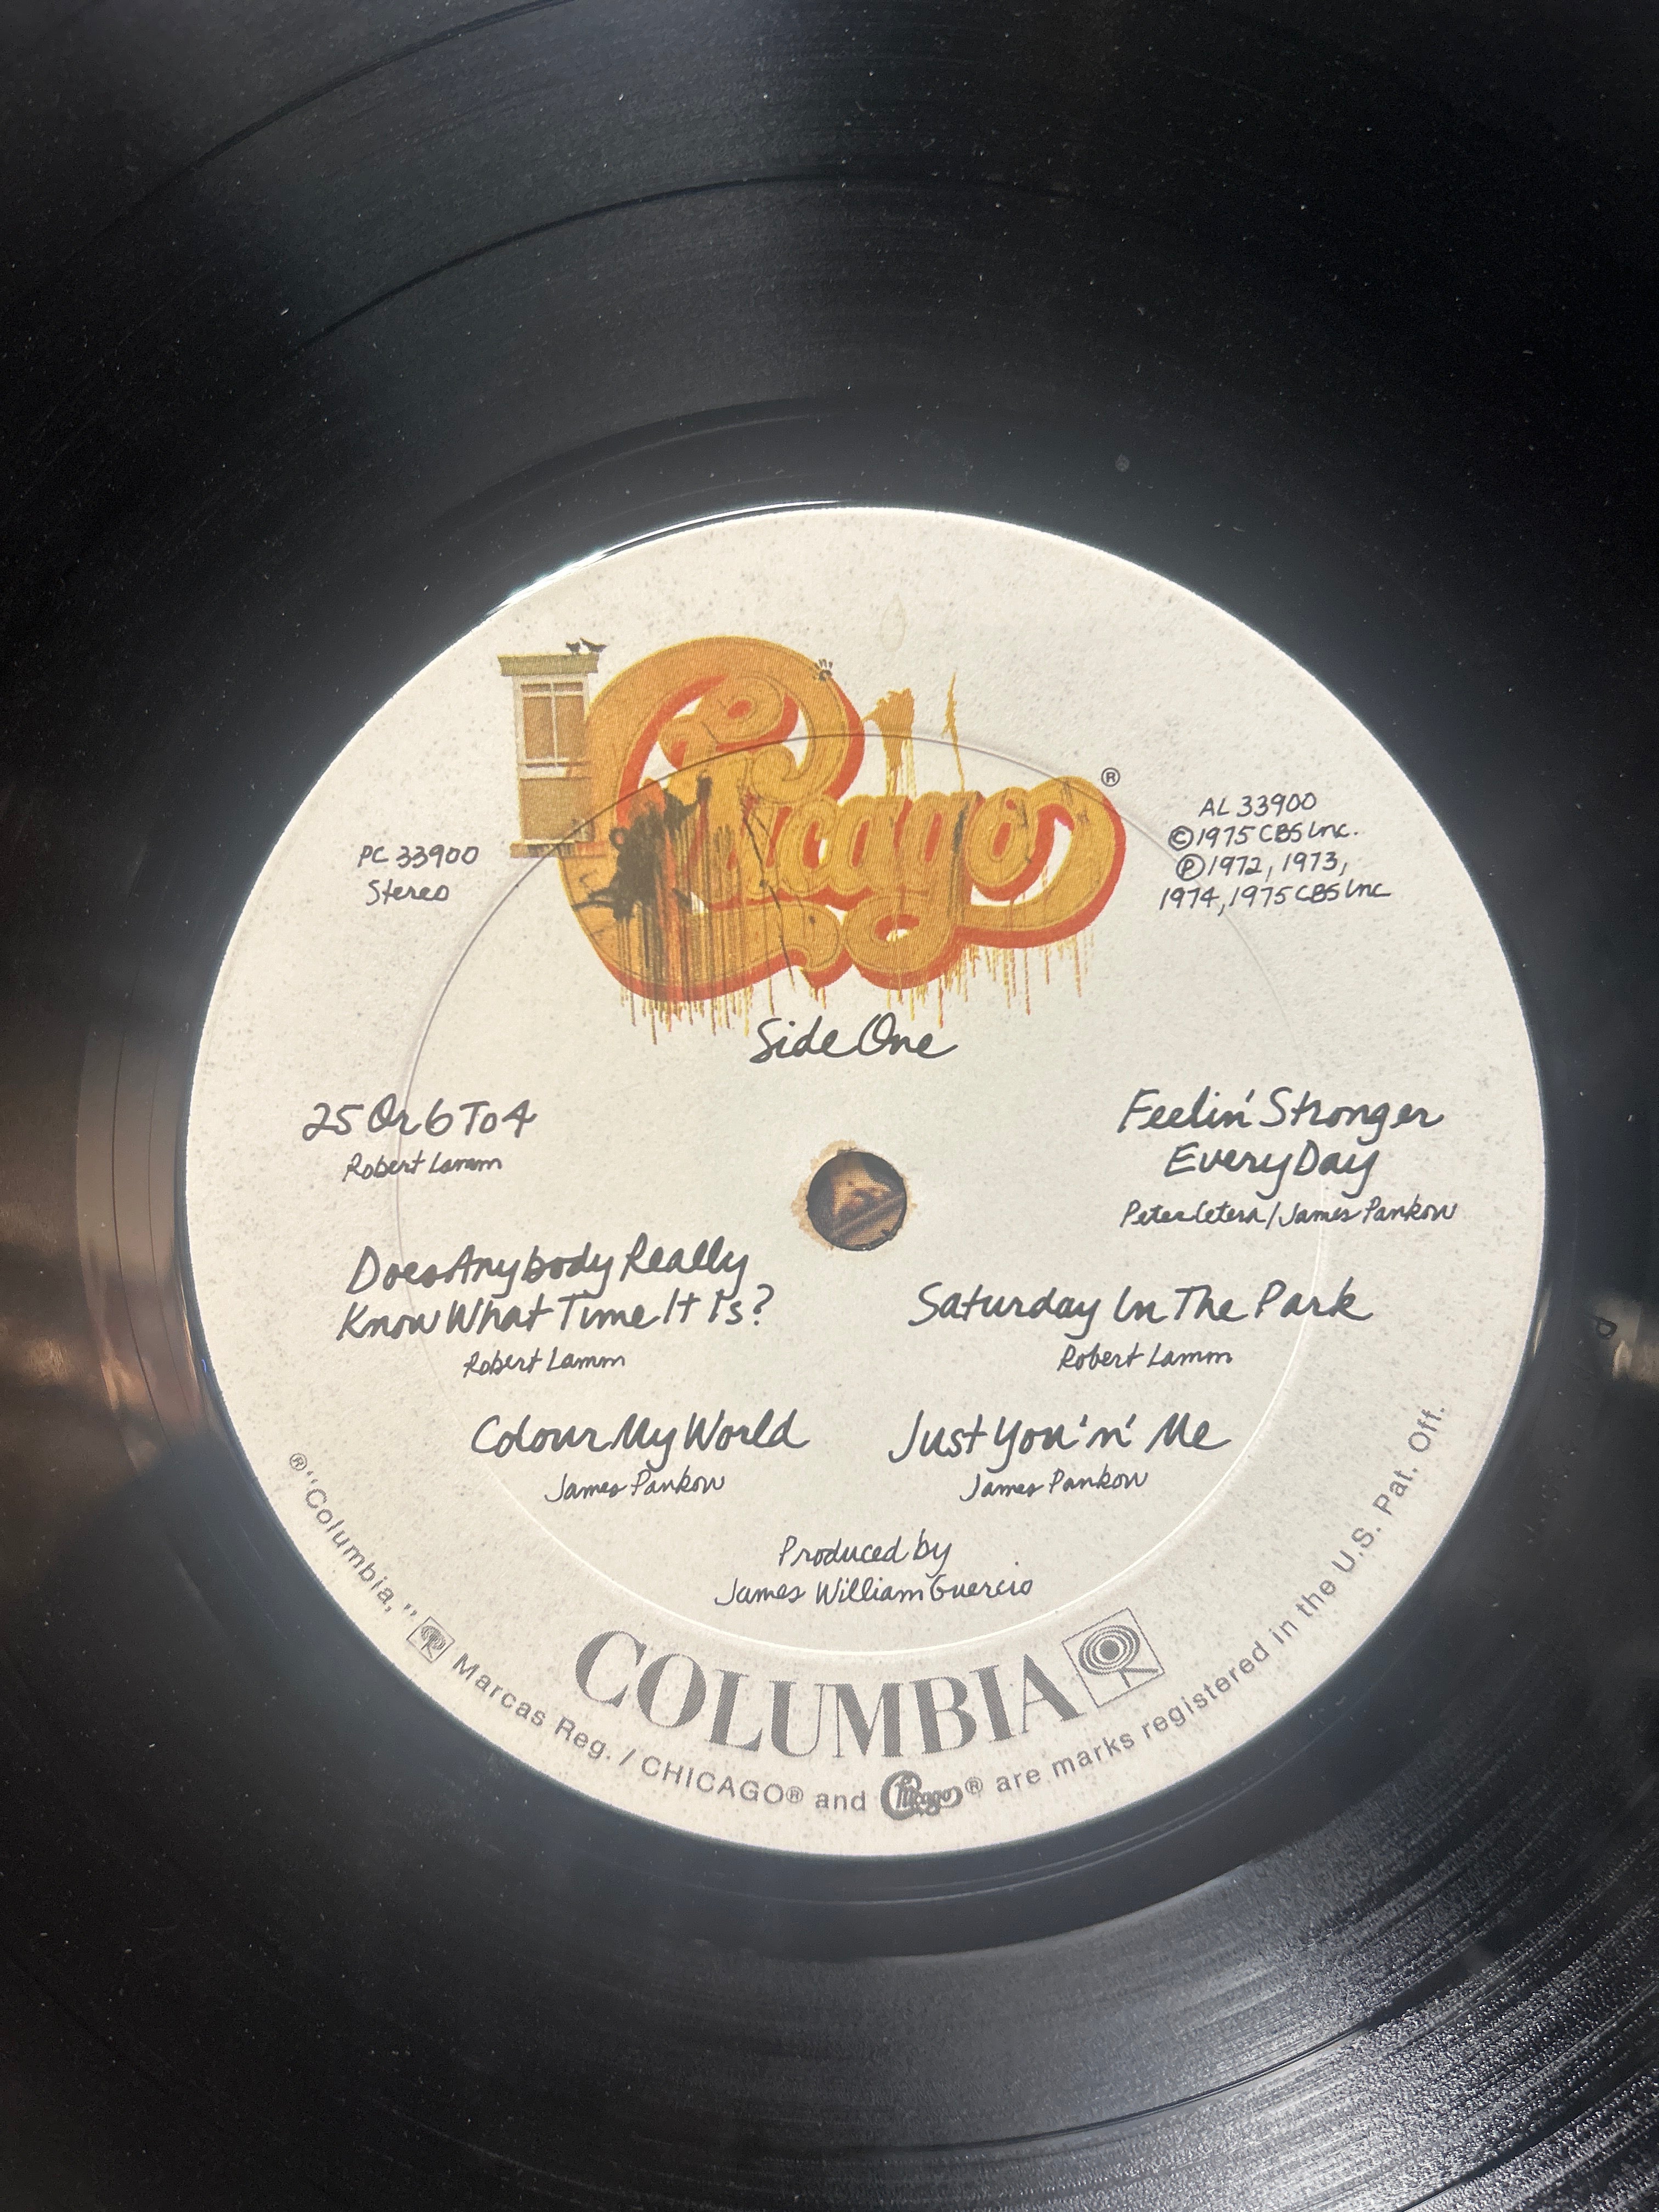 Chicago ®
PC 33900
Stereo
AL 33900
©1975 CBS Inc.
℗1972, 1973,
1974, 1975 CBS Inc
Side One
25 Or 6 To 4
Robert Lamm
Does Anybody Really
Know What Time It Is?
Robert Lamm
Colour My World
James Pankow
Feelin' Stronger
Every Day
Peter Cetera/James Pankow
Saturday In The Park
Robert Lamm
Just You 'n' Me
James Pankow
Produced by
James William Guercio
COLUMBIA
® "Columbia," Marcas Reg. / CHICAGO® and Chicago® are marks registered in the U.S. Pat. Off.